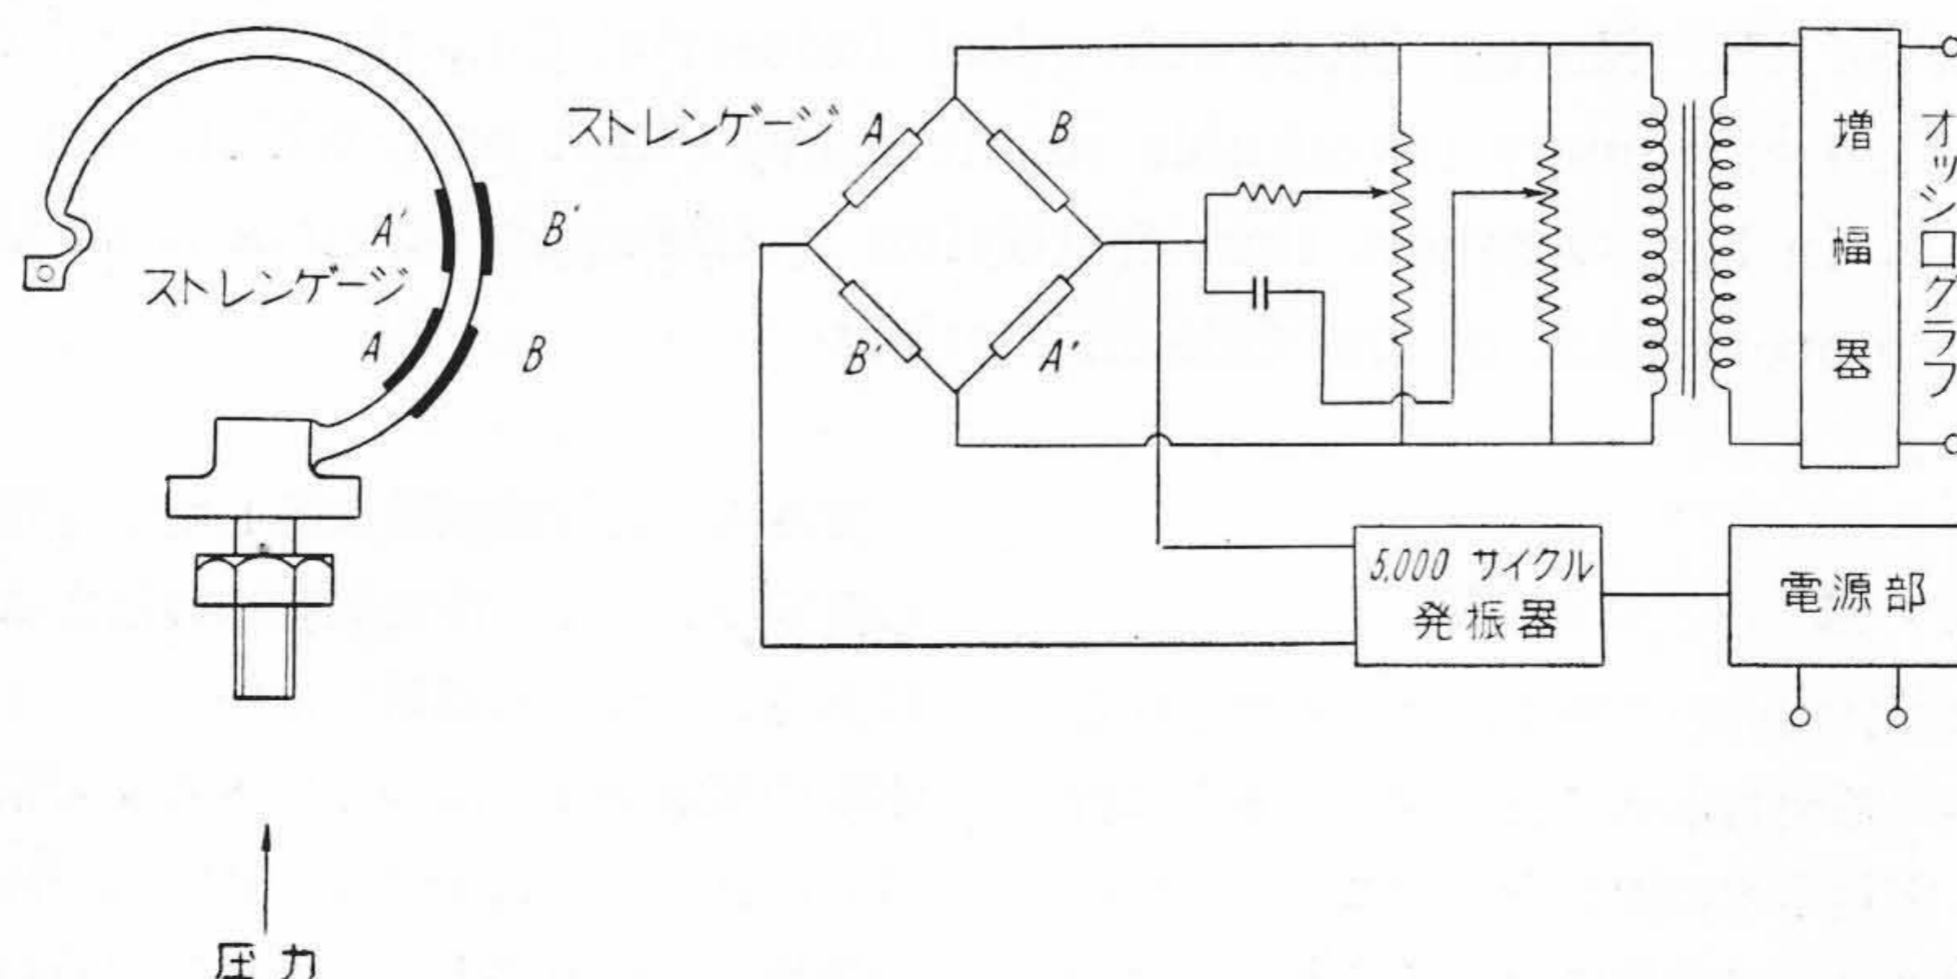 A'
B'
ストレンゲージ
A
B
圧力
ストレンゲージ
A
B
B'
A'
増幅器
オッシログラフ
5,000 サイクル
発振器
電源部